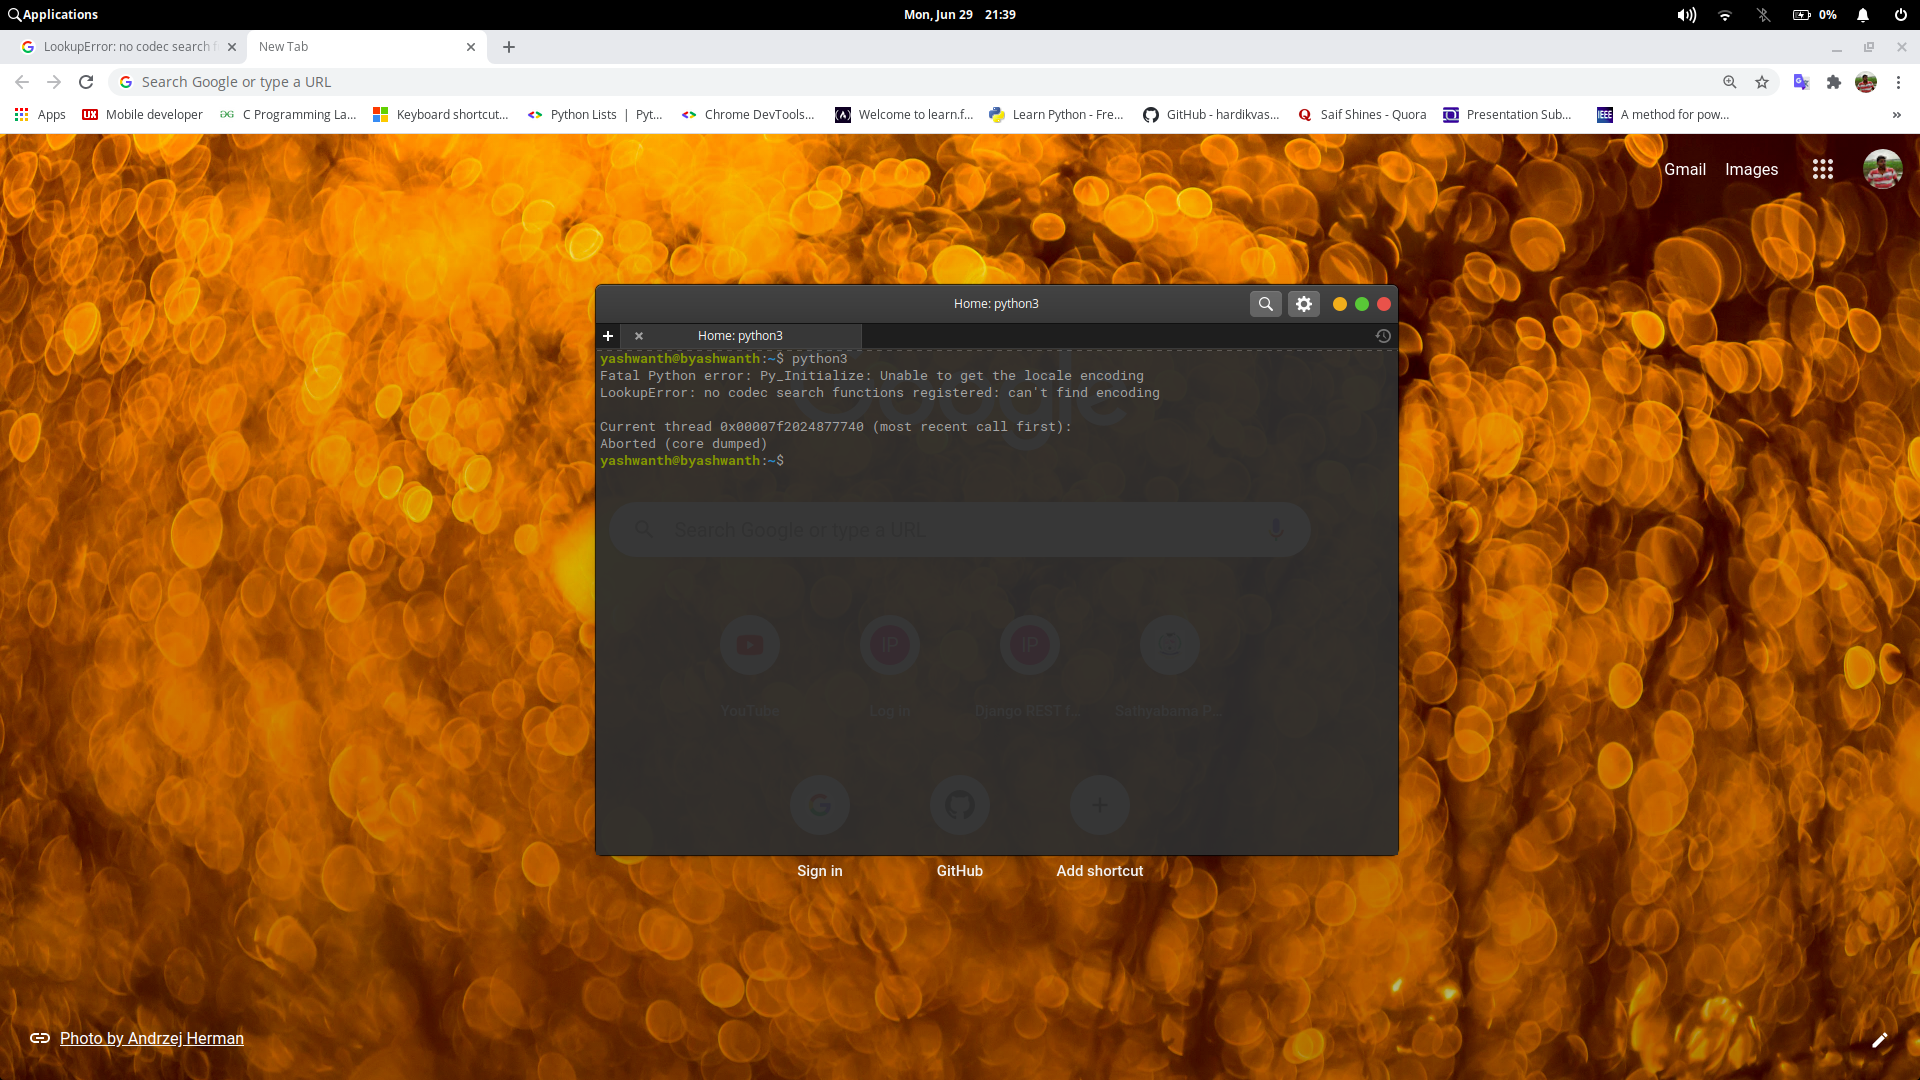 Applications
Mon, Jun 29 21:39
0%
LookupError: no codec search f
New Tab
Search Google or type a URL
Apps
Mobile developer
C Programming La...
Keyboard shortcut...
Python Lists | Pyt...
Chrome DevTools...
Welcome to learn.f...
Learn Python - Fre...
GitHub - hardikvas...
Saif Shines - Quora
Presentation Sub...
A method for pow...
Gmail
Images
Home: python3
Home: python3
yashwanth@byashwanth:~$ python3
Fatal Python error: Py_Initialize: Unable to get the locale encoding
LookupError: no codec search functions registered: can't find encoding
Current thread 0x00007f2024877740 (most recent call first):
Aborted (core dumped)
yashwanth@byashwanth:~$
Search Google or type a URL
YouTube
Log in
Django REST f...
Sathyabama P...
Sign in
GitHub
Add shortcut
Photo by Andrzej Herman